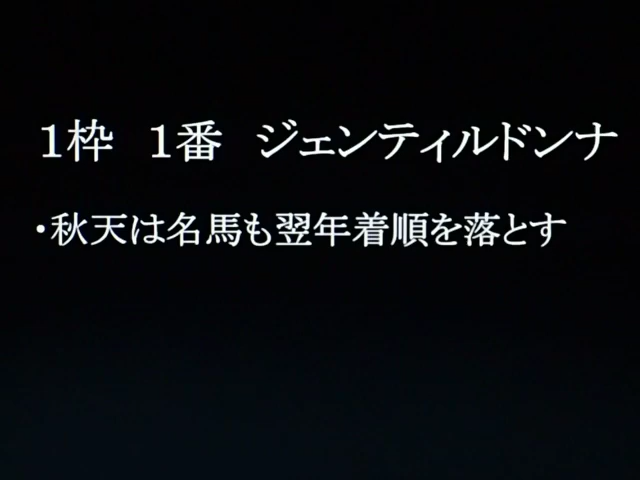 1枠　1番　ジェンティルドンナ
・秋天は名馬も翌年着順を落とす